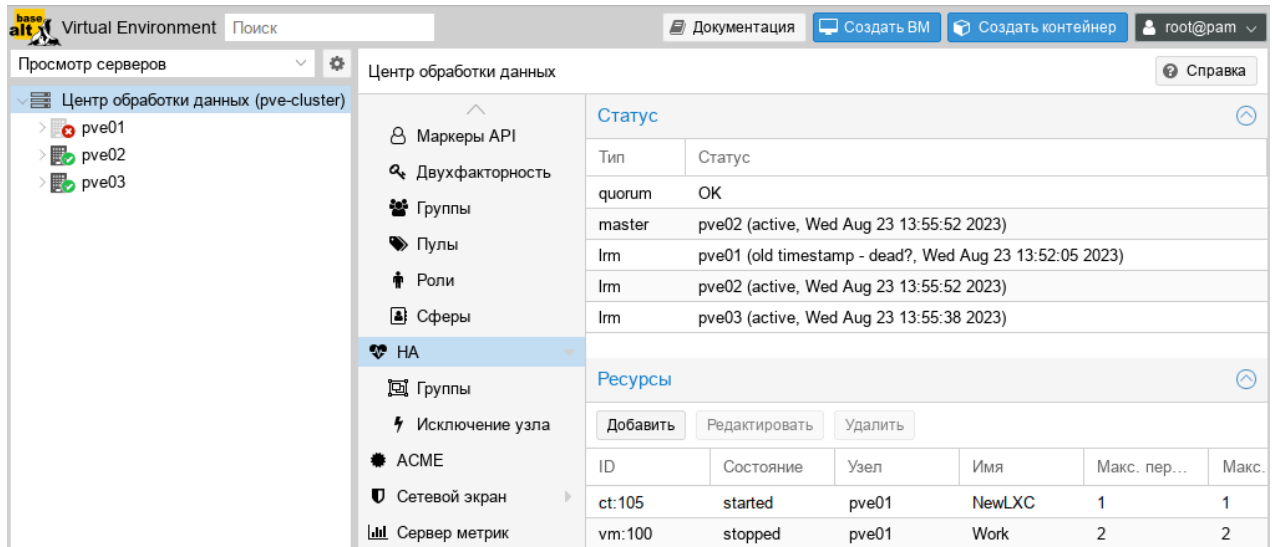 base alt Virtual Environment Поиск Документация Создать ВМ Создать контейнер root@pam
Просмотр серверов
Центр обработки данных (pve-cluster)
pve01
pve02
pve03
Центр обработки данных Справка
Маркеры API
Двухфакторность
Группы
Пулы
Роли
Сферы
HA
Группы
Исключение узла
ACME
Сетевой экран
Сервер метрик
Статус
Тип Статус
quorum OK
master pve02 (active, Wed Aug 23 13:55:52 2023)
lrm pve01 (old timestamp - dead?, Wed Aug 23 13:52:05 2023)
lrm pve02 (active, Wed Aug 23 13:55:52 2023)
lrm pve03 (active, Wed Aug 23 13:55:38 2023)
Ресурсы
Добавить Редактировать Удалить
ID Состояние Узел Имя Макс. пер... Макс.
ct:105 started pve01 NewLXC 1 1
vm:100 stopped pve01 Work 2 2